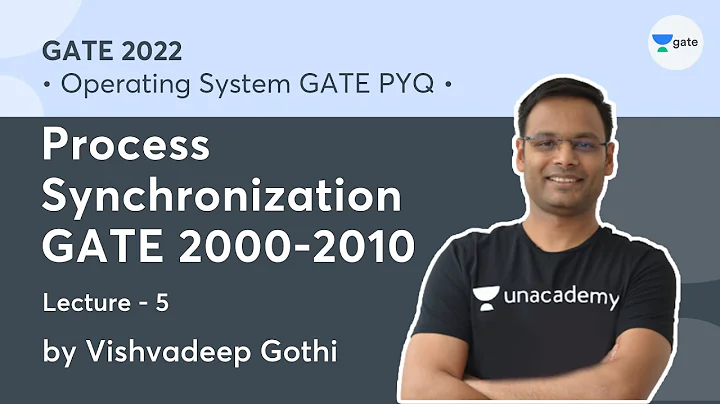 GATE 2022
• Operating System GATE PYQ •
gate
Process
Synchronization
GATE 2000-2010
Lecture - 5
by Vishvadeep Gothi
unacademy